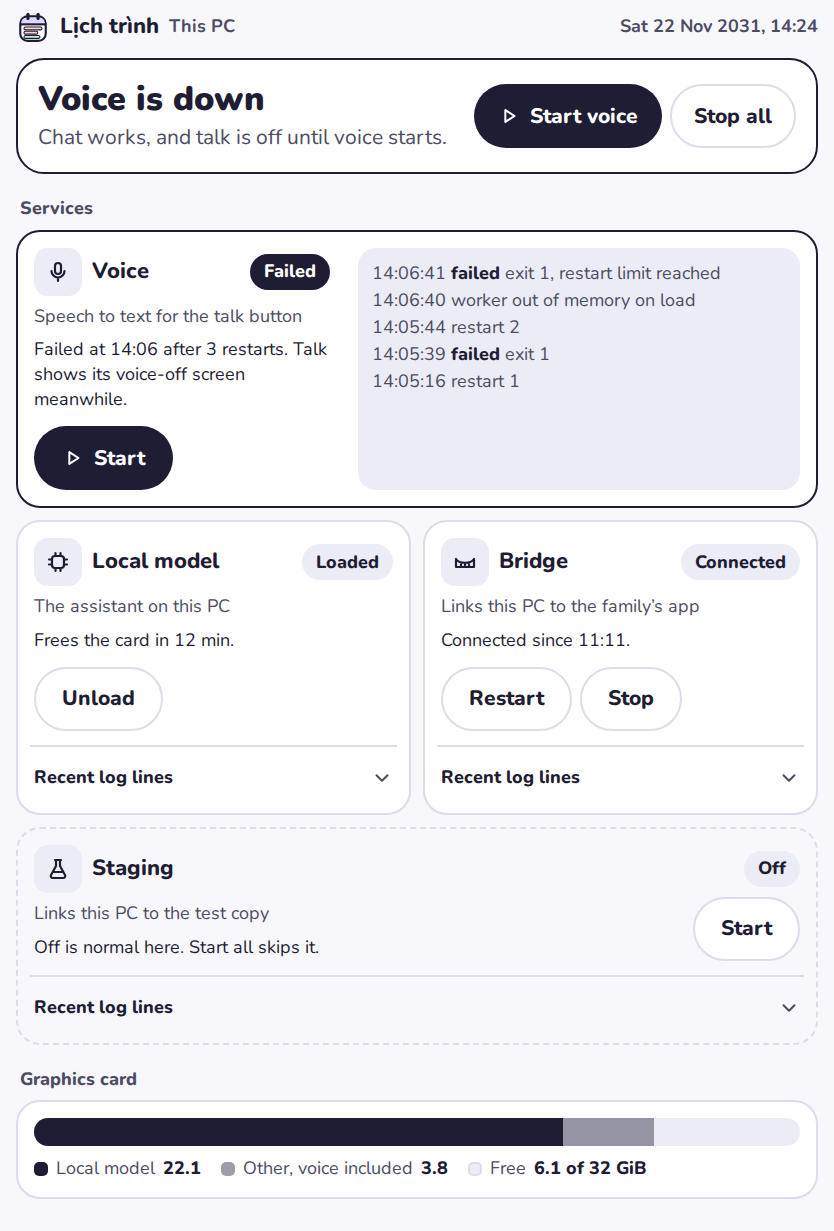 Lịch trình This PC
Sat 22 Nov 2031, 14:24
Voice is down
Chat works, and talk is off until voice starts.
Start voice
Stop all
Services
Voice
Failed
Speech to text for the talk button
Failed at 14:06 after 3 restarts. Talk
shows its voice-off screen
meanwhile.
Start
14:06:41 failed exit 1, restart limit reached
14:06:40 worker out of memory on load
14:05:44 restart 2
14:05:39 failed exit 1
14:05:16 restart 1
Local model
Loaded
The assistant on this PC
Frees the card in 12 min.
Unload
Recent log lines
Bridge
Connected
Links this PC to the family’s app
Connected since 11:11.
Restart
Stop
Recent log lines
Staging
Off
Links this PC to the test copy
Off is normal here. Start all skips it.
Start
Recent log lines
Graphics card
Local model 22.1
Other, voice included 3.8
Free 6.1 of 32 GiB